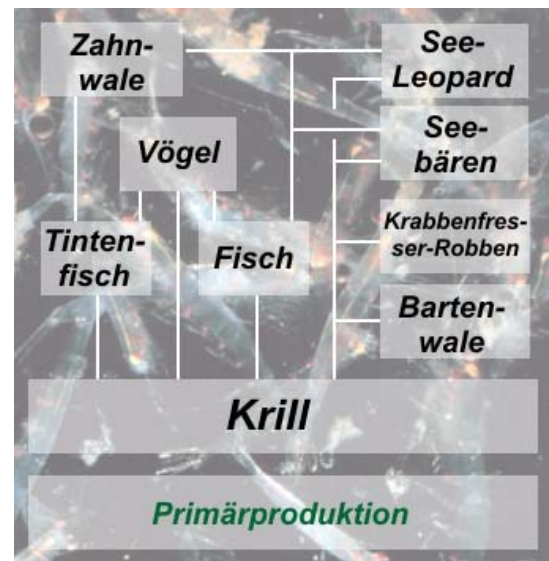 Zahn-
wale
See-
Leopard
Vögel
See-
bären
Tinten-
fisch
Fisch
Krabbenfres-
ser-Robben
Barten-
wale
Krill
Primärproduktion